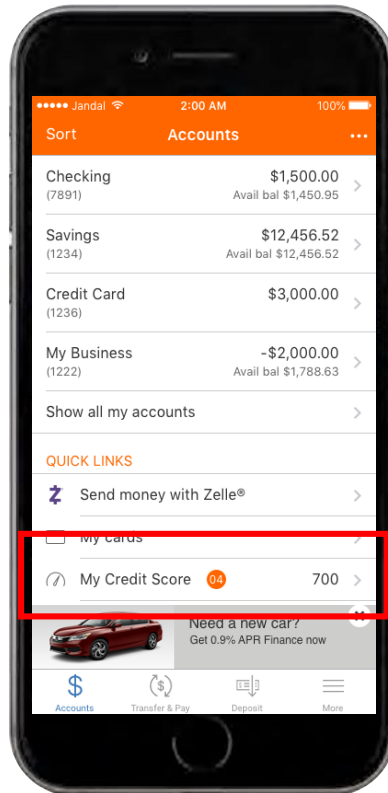 Jandal 2:00 AM 100%
Sort Accounts ...
Checking $1,500.00
(7891) Avail bal $1,450.95
Savings $12,456.52
(1234) Avail bal $12,456.52
Credit Card $3,000.00
(1236)
My Business -$2,000.00
(1222) Avail bal $1,788.63
Show all my accounts
QUICK LINKS
Send money with Zelle®
My cards
My Credit Score 04 700
Need a new car?
Get 0.9% APR Finance now
Accounts Transfer & Pay Deposit More